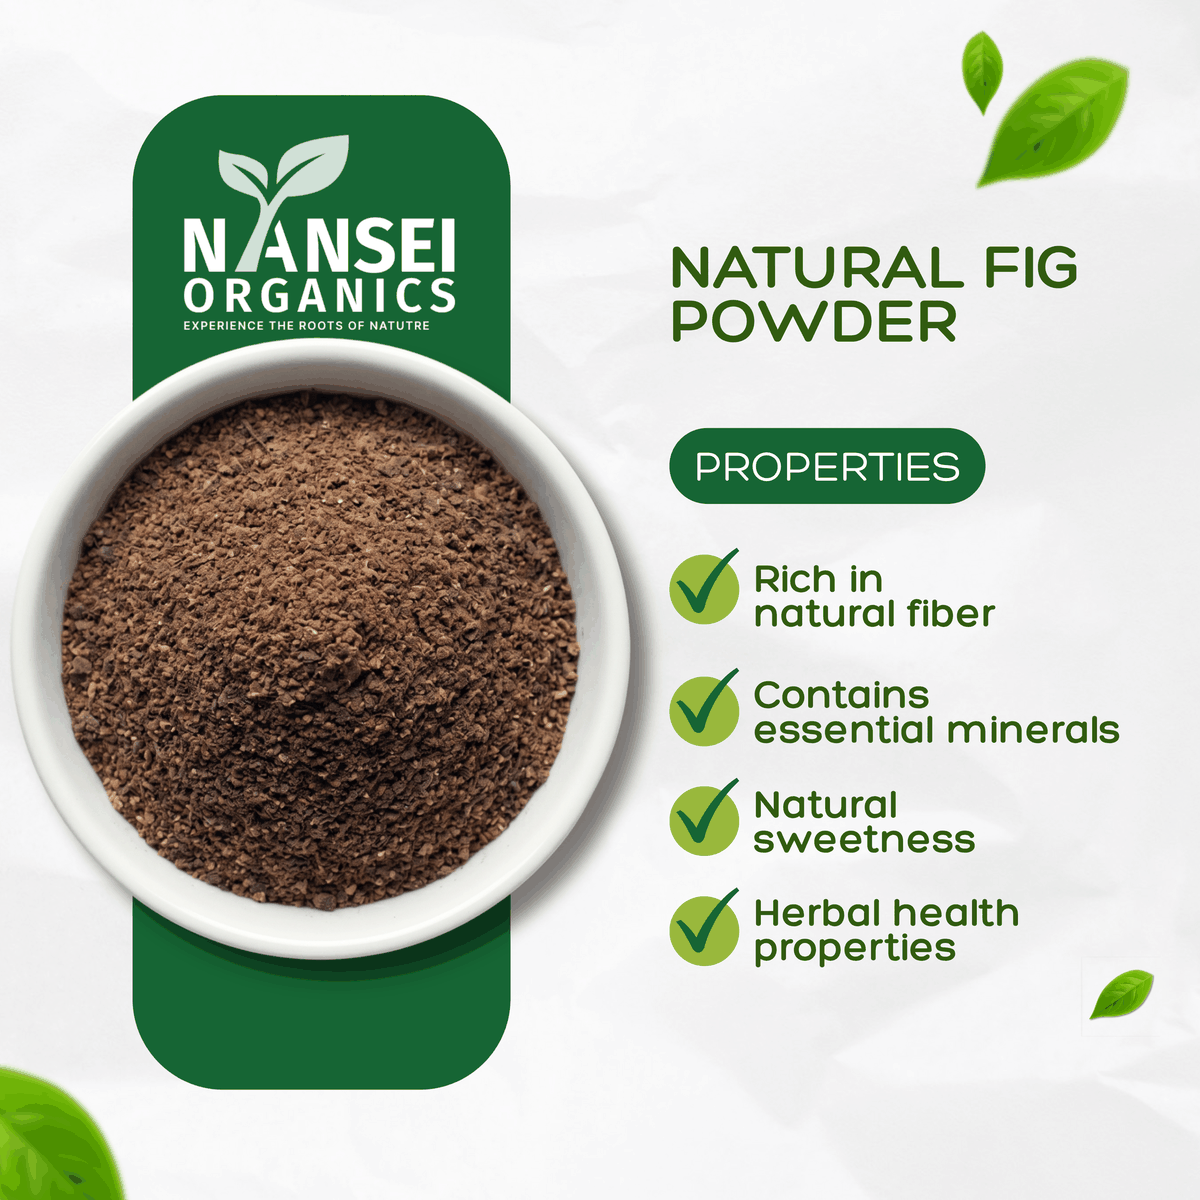 NANSEI
ORGANICS
EXPERIENCE THE ROOTS OF NATUTRE
NATURAL FIG
POWDER
PROPERTIES
Rich in
natural fiber
Contains
essential minerals
Natural
sweetness
Herbal health
properties